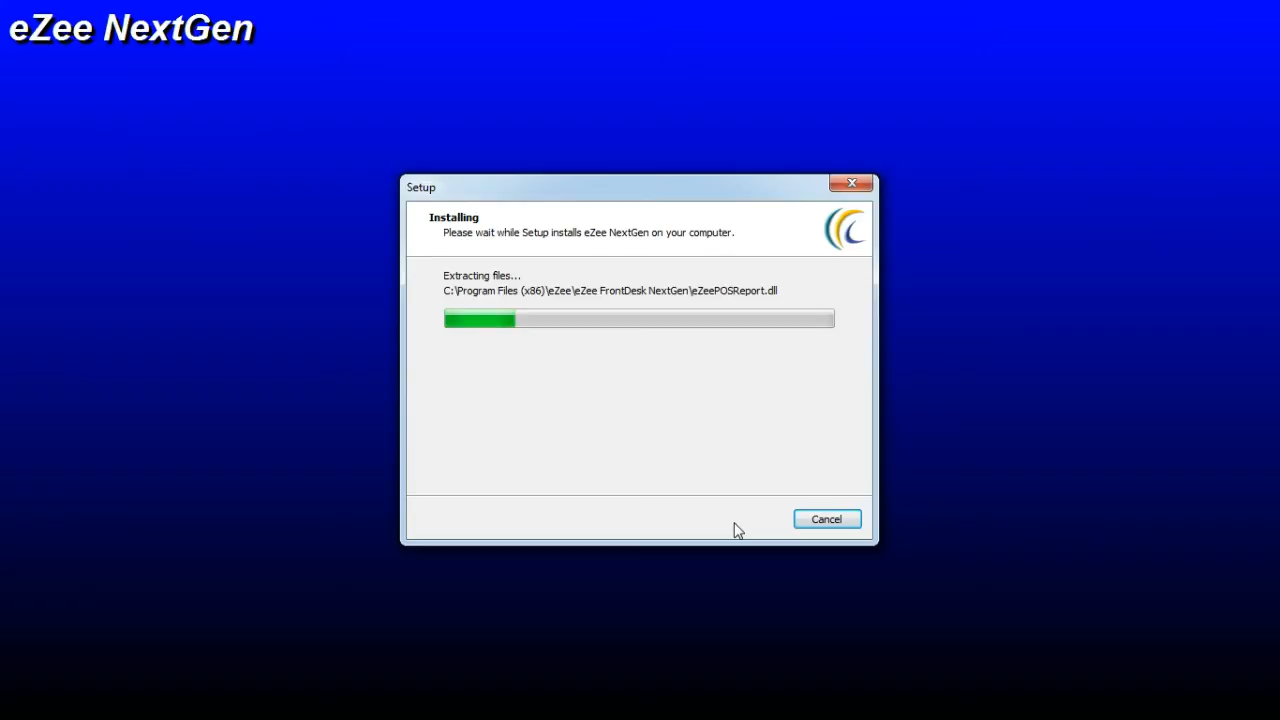 eZee NextGen
Setup
Installing
Please wait while Setup installs eZee NextGen on your computer.
Extracting files...
C:\Program Files (x86)\eZee\eZee FrontDesk NextGen\eZeePOSReport.dll
Cancel